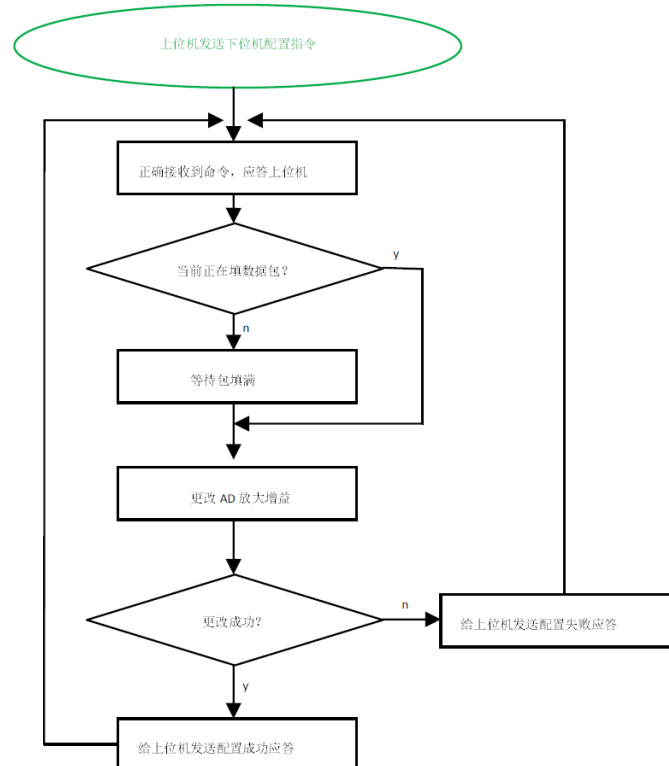 上位机发送下位机配置指令
正确接收到命令，应答上位机
当前正在填数据包？
y
n
等待包填满
更改 AD 放大增益
更改成功？
n
给上位机发送配置失败应答
y
给上位机发送配置成功应答